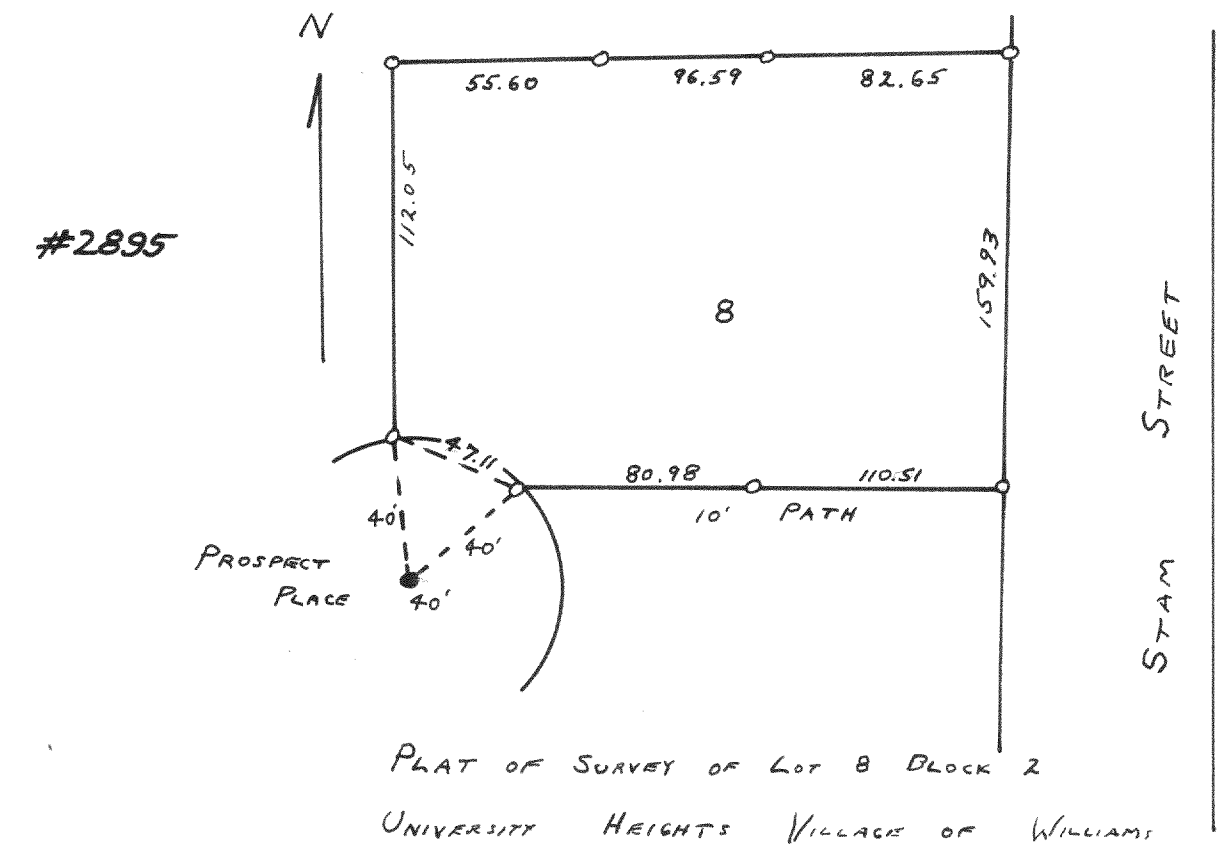 N
55.60 96.59 82.65
112.05
#2895
159.93
8
STREET
47.11
80.98 110.51
10' PATH
40'
40'
PROSPECT
PLACE
40'
STAM
PLAT OF SURVEY OF LOT 8 BLOCK 2
UNIVERSITY HEIGHTS VILLAGE OF WILLIAMS